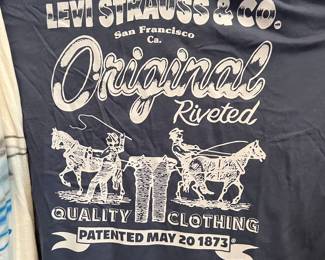 LEVI STRAUSS & CO.
San Francisco
Ca.
Original
Riveted
QUALITY CLOTHING
PATENTED MAY 20 1873®